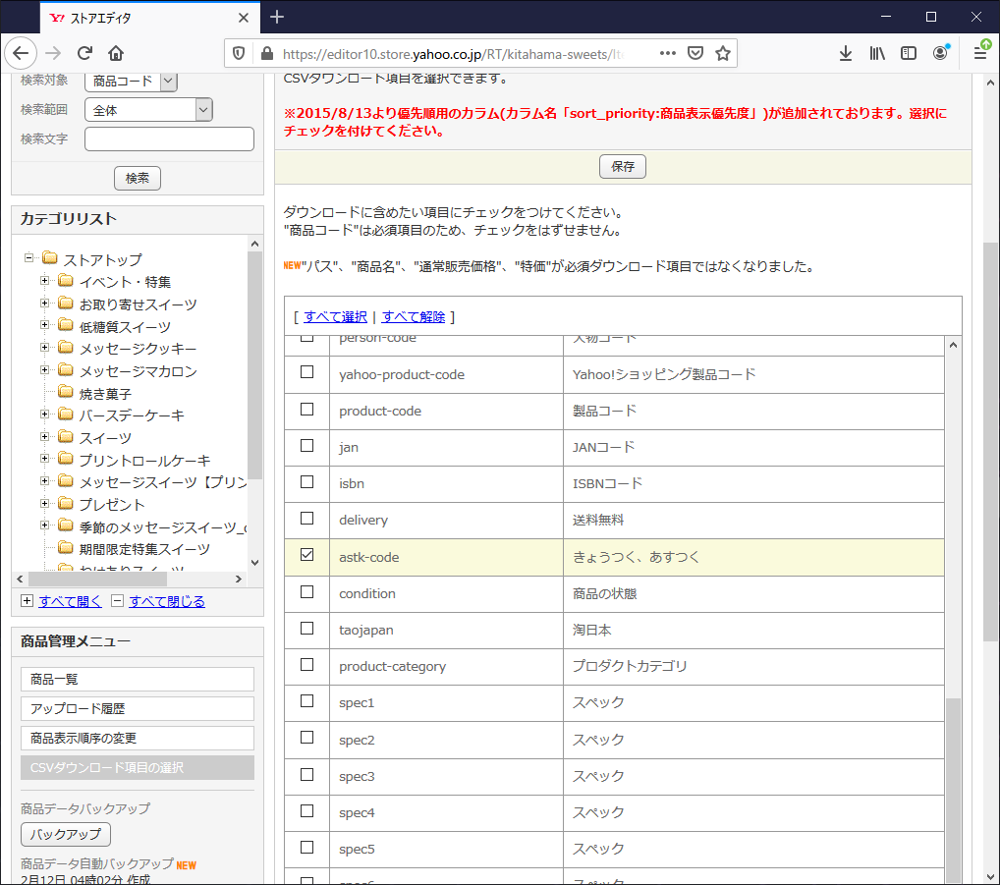 ストアエディタ
https://editor10.store.yahoo.co.jp/RT/kitahama-sweets/It
検索対象 商品コード
検索範囲 全体
検索文字
検索
カテゴリリスト
ストアトップ
イベント・特集
お取り寄せスイーツ
低糖質スイーツ
メッセージクッキー
メッセージマカロン
焼き菓子
バースデーケーキ
スイーツ
プリントロールケーキ
メッセージスイーツ【プリン
プレゼント
季節のメッセージスイーツ_c
期間限定特集スイーツ
わけありスイーツ
すべて開く すべて閉じる
商品管理メニュー
商品一覧
アップロード履歴
商品表示順序の変更
CSVダウンロード項目の選択
商品データバックアップ
バックアップ
商品データ自動バックアップ NEW
2月12日 04時02分 作成
CSVダウンロード項目を選択できます。
※2015/8/13より優先順用のカラム(カラム名「sort_priority:商品表示優先度」)が追加されております。選択に
チェックを付けてください。
保存
ダウンロードに含めたい項目にチェックをつけてください。
"商品コード"は必須項目のため、チェックをはずせません。
NEW"パス"、"商品名"、"通常販売価格"、"特価"が必須ダウンロード項目ではなくなりました。
[ すべて選択 | すべて解除 ]
person-code 人物コード
yahoo-product-code Yahoo!ショッピング製品コード
product-code 製品コード
jan JANコード
isbn ISBNコード
delivery 送料無料
astk-code きょうつく、あすつく
condition 商品の状態
taojapan 淘日本
product-category プロダクトカテゴリ
spec1 スペック
spec2 スペック
spec3 スペック
spec4 スペック
spec5 スペック
spec6 スペック